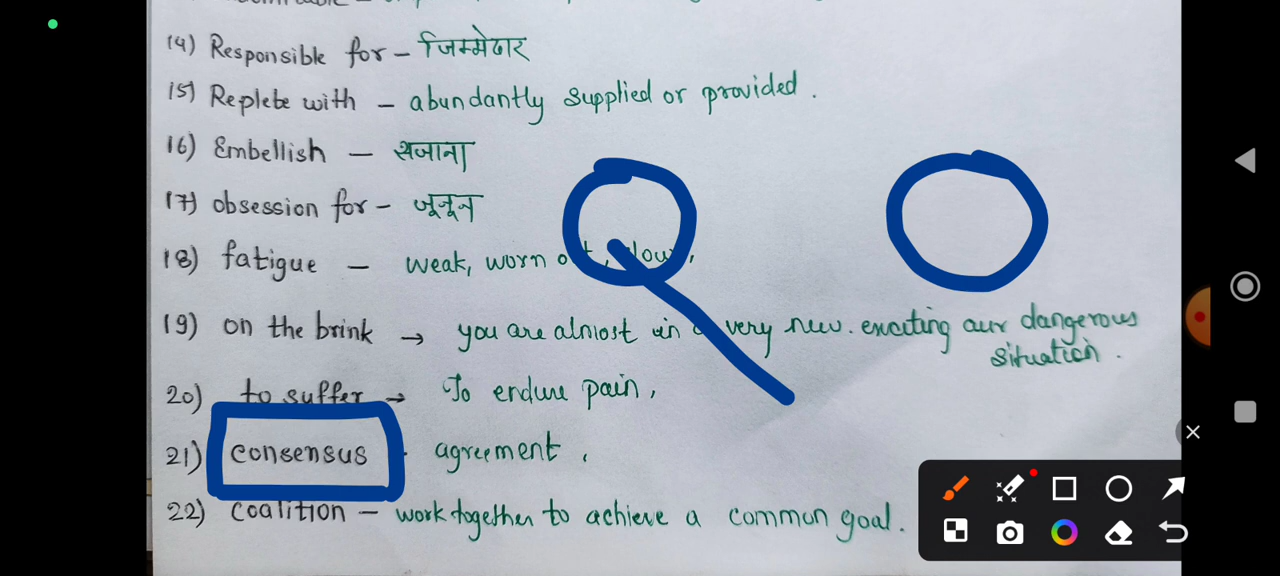 14) Responsible for - जिम्मेदार
15) Replete with - abundantly supplied or provided.
16) Embellish - सजाना
17) obsession for - जूनून
18) fatigue - weak, worn
19) on the brink → you are almost in very new. exciting aur dangerous
situation.
20) to suffer → To endure pain,
21) consensus - agreement,
22) Coalition - work together to achieve a common goal.